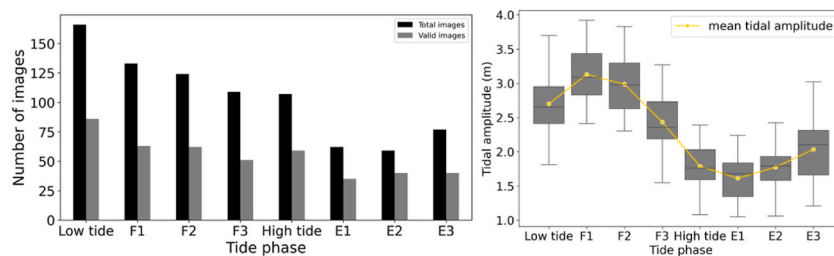 Total images
Valid images
Number of images
150
125
100
75
50
25
0
Low tide F1 F2 F3 High tide E1 E2 E3
Tide phase
mean tidal amplitude
Tidal amplitude (m)
4.0
3.5
3.0
2.5
2.0
1.5
1.0
Low tide F1 F2 F3 High tide E1 E2 E3
Tide phase